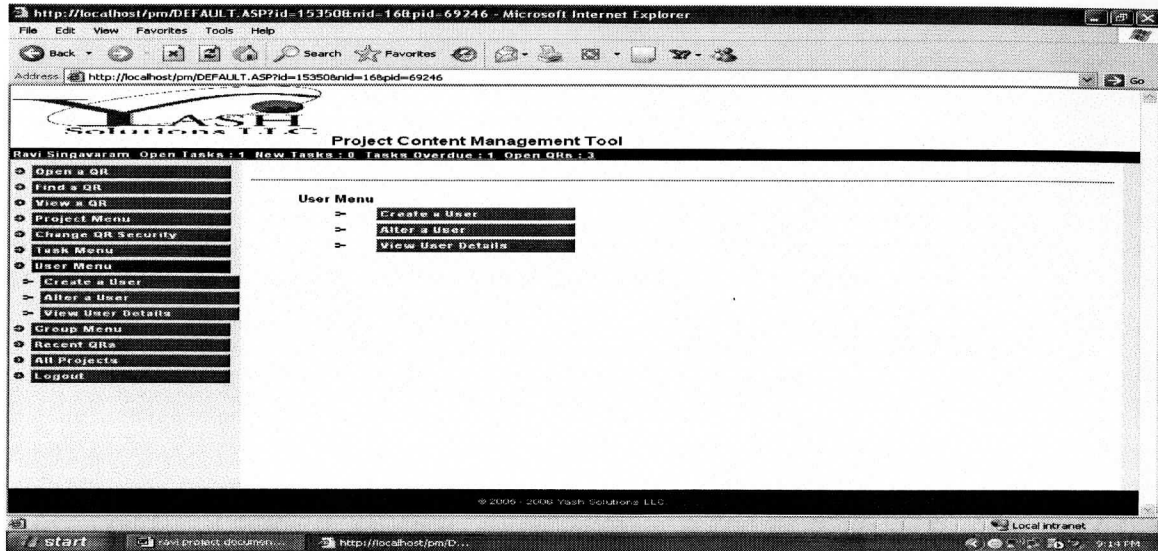 http://localhost/pm/DEFAULT.ASP?id=15350&nid=16&pid=69246 - Microsoft Internet Explorer
File Edit View Favorites Tools Help
Back Search Favorites
Address http://localhost/pm/DEFAULT.ASP?id=15350&nid=16&pid=69246 Go
YASH
Solutions LLC
Project Content Management Tool
Ravi Singavaram Open Tasks : 1 New Tasks : 0 Tasks Overdue : 1 Open QRs : 3
Open a QR
Find a QR
View a QR
Project Menu
Change QR Security
Task Menu
User Menu
Create a User
Alter a User
View User Details
Group Menu
Recent QRs
All Projects
Logout
User Menu
Create a User
Alter a User
View User Details
© 2005 - 2006 Yash Solutions LLC
Local intranet
start ravi project documen... http://localhost/pm/D... 9:14 PM